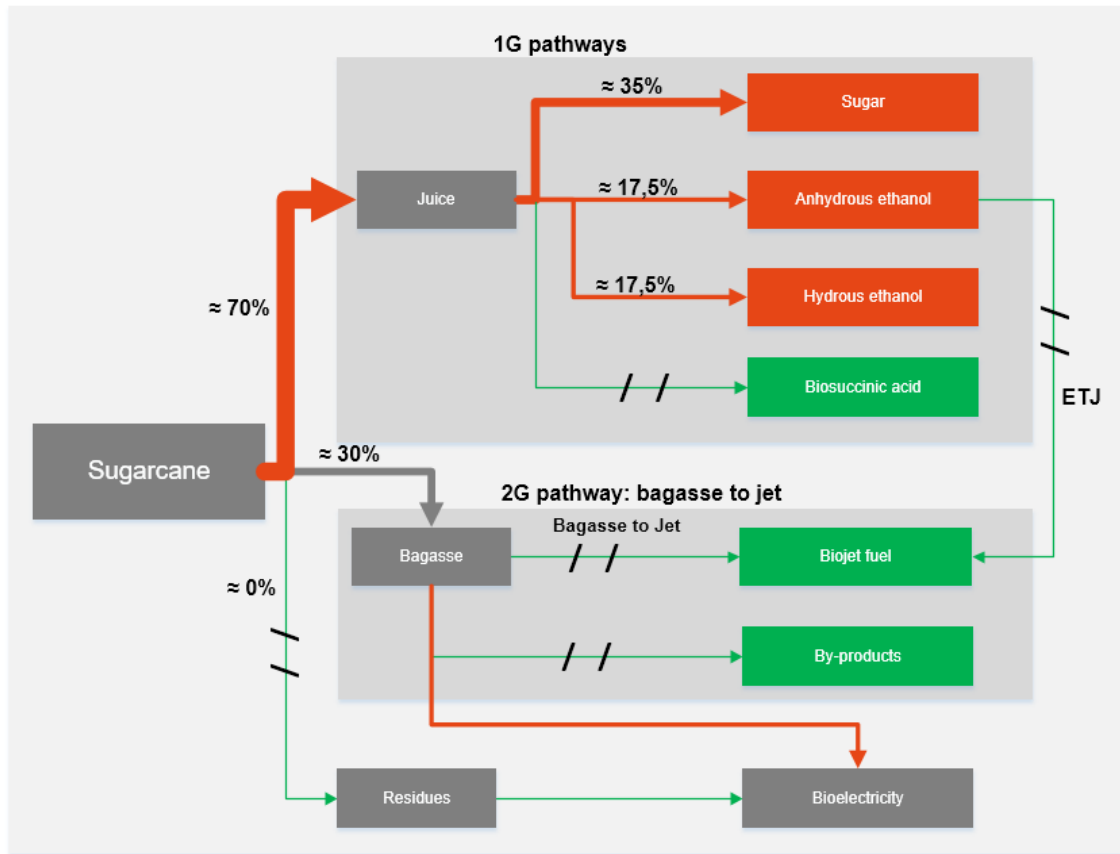 1G pathways
≈ 35%
Sugar
Juice
≈ 17,5%
Anhydrous ethanol
≈ 17,5%
Hydrous ethanol
≈ 70%
Biosuccinic acid
ETJ
Sugarcane
≈ 30%
2G pathway: bagasse to jet
Bagasse to Jet
Bagasse
Biojet fuel
≈ 0%
By-products
Residues
Bioelectricity